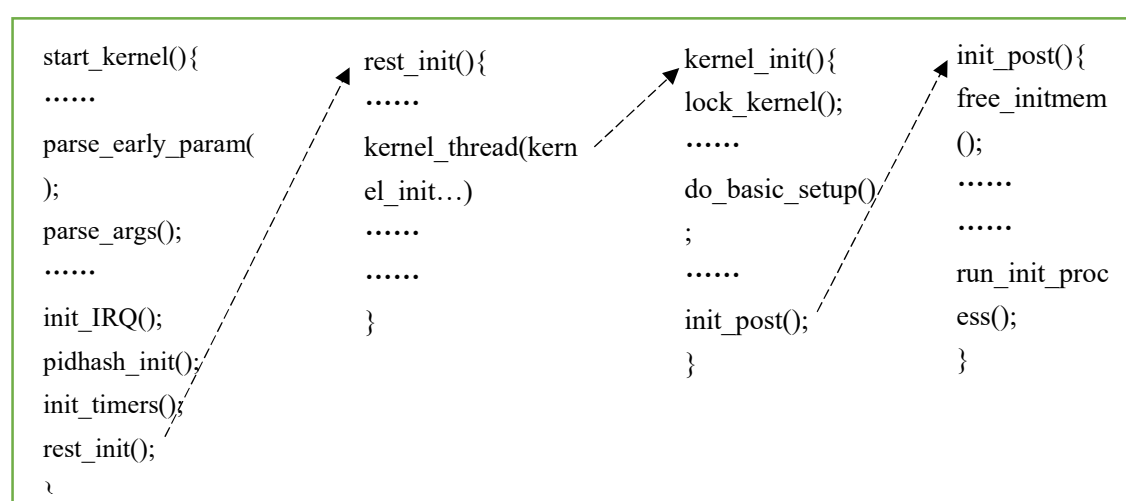 start_kernel(){
……
parse_early_param(
);
parse_args();
……
init_IRQ();
pidhash_init();
init_timers();
rest_init();
}
rest_init(){
……
kernel_thread(kern
el_init…)
……
……
}
kernel_init(){
lock_kernel();
……
do_basic_setup()
;
……
init_post();
}
init_post(){
free_initmem
();
……
……
run_init_proc
ess();
}